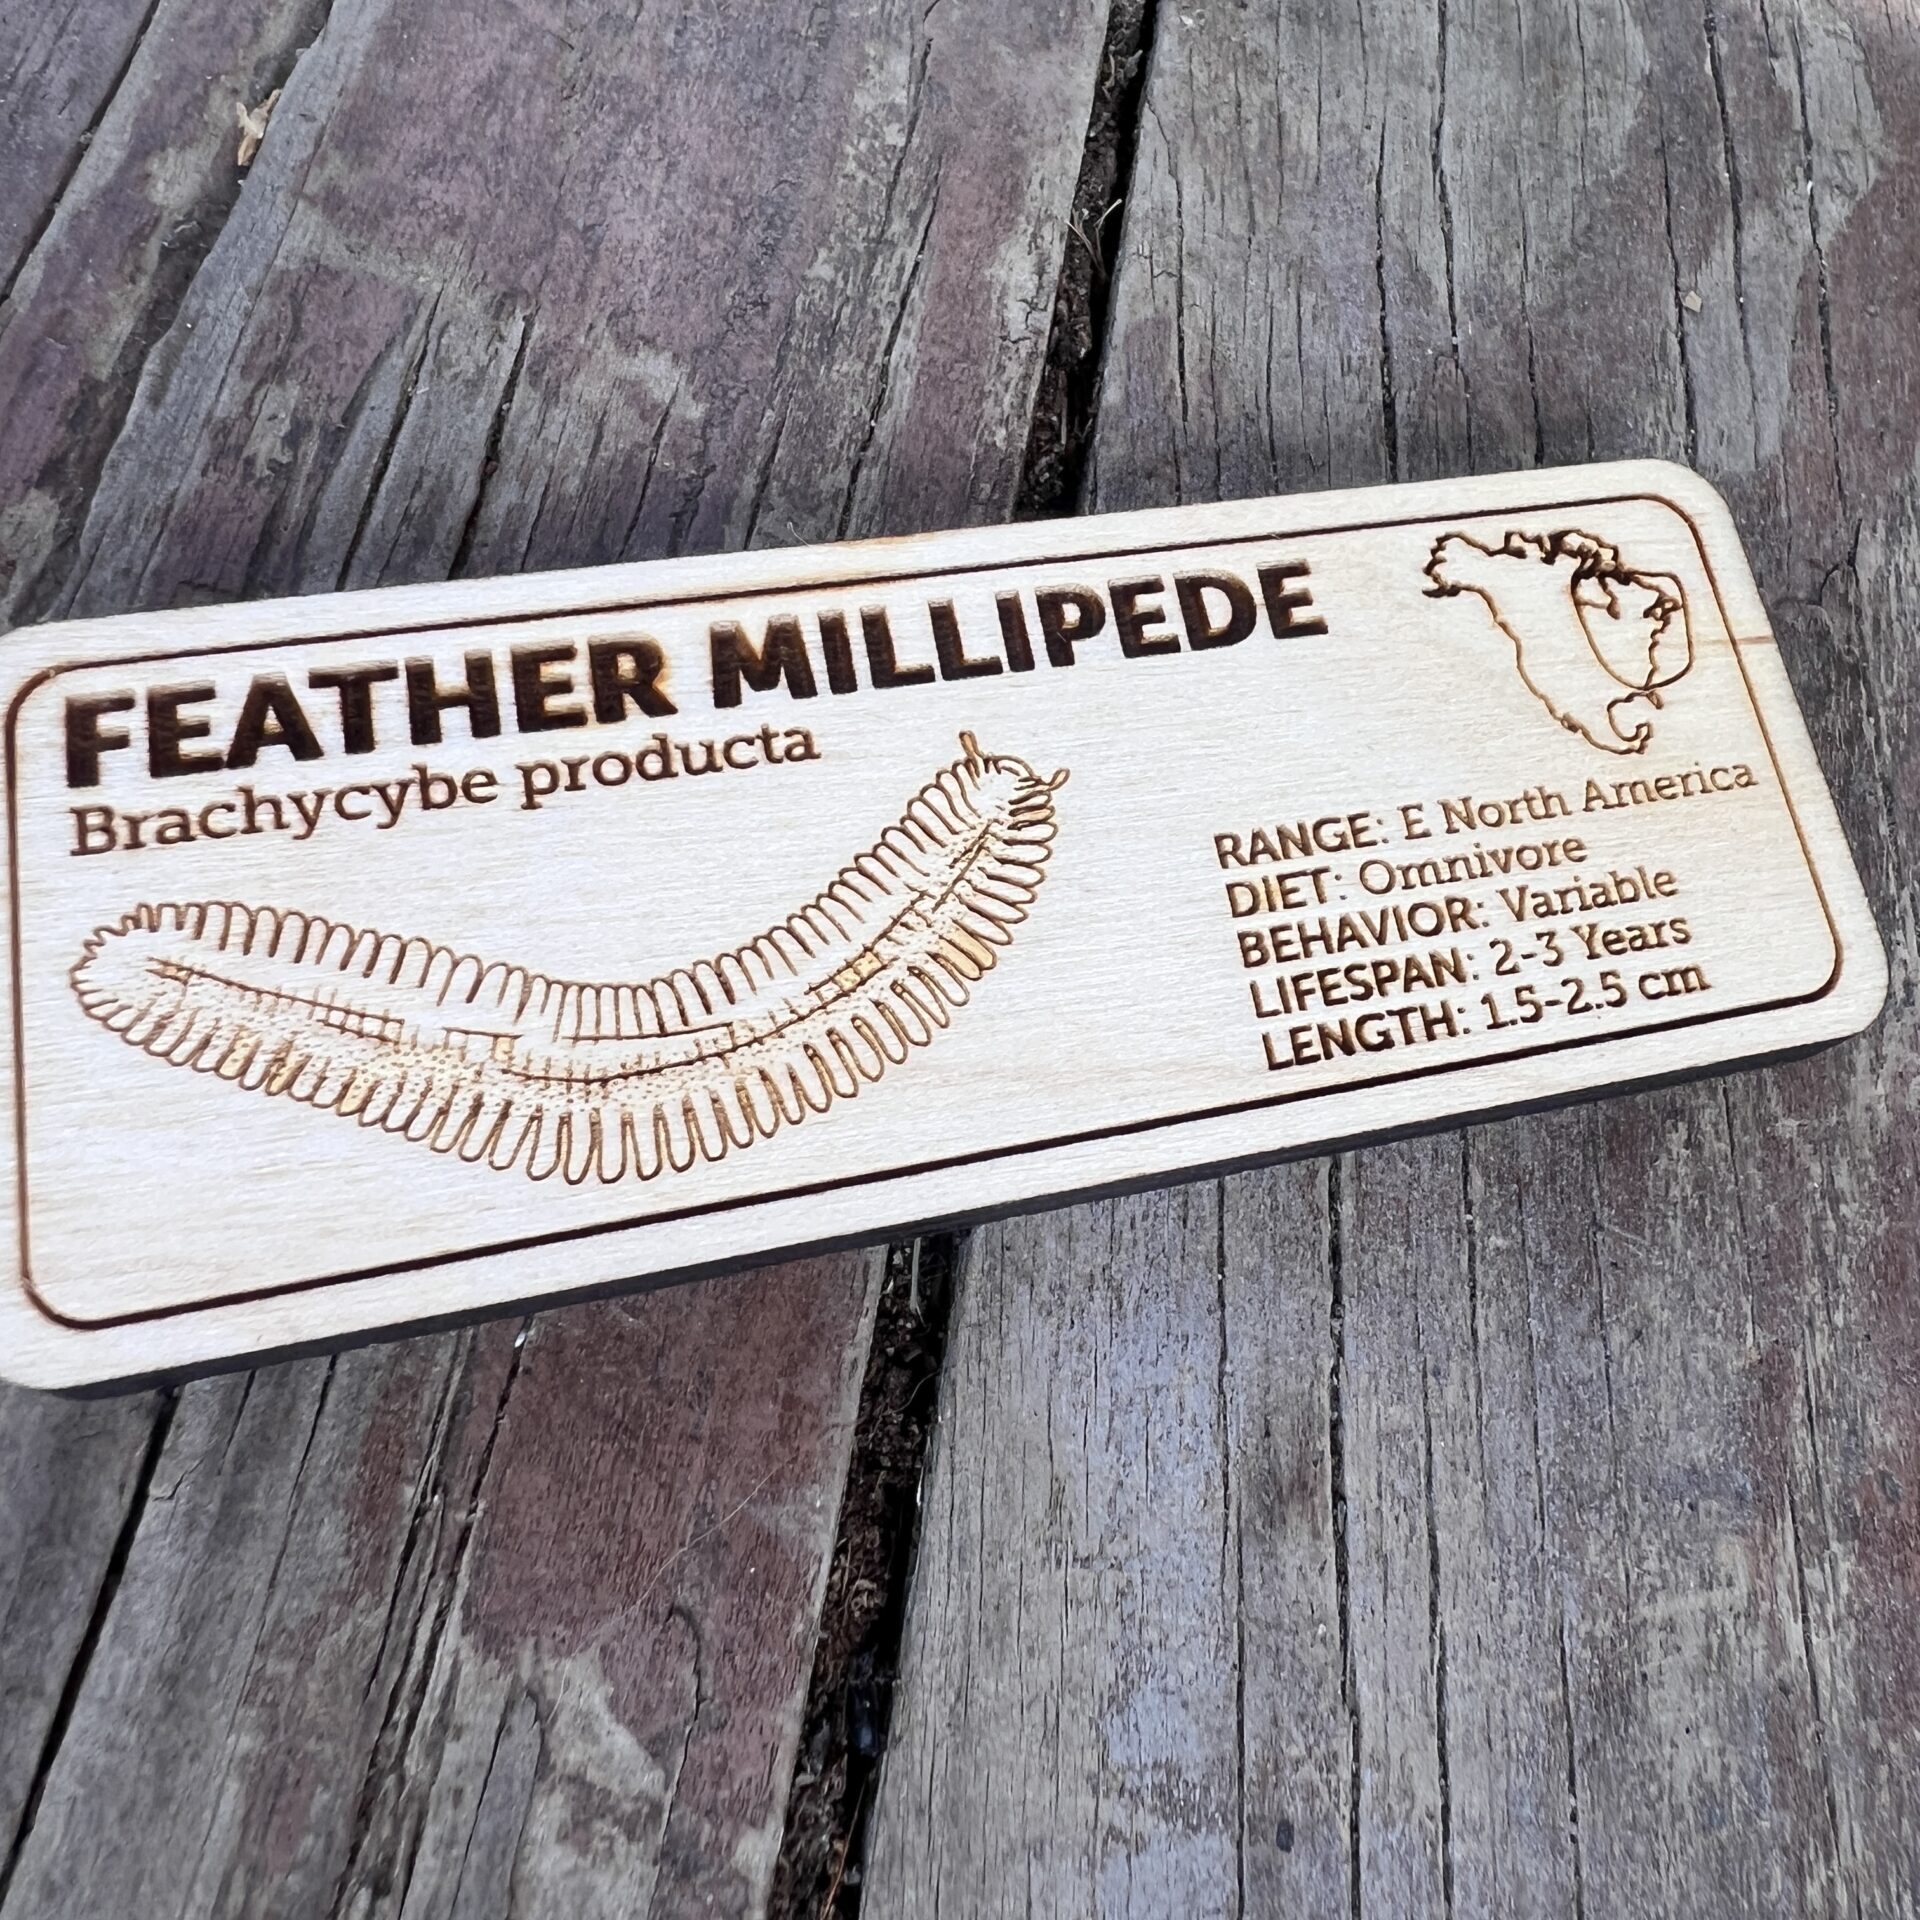 FEATHER MILLIPEDE
Brachycybe producta
RANGE: E North America
DIET: Omnivore
BEHAVIOR: Variable
LIFESPAN: 2-3 Years
LENGTH: 1.5-2.5 cm